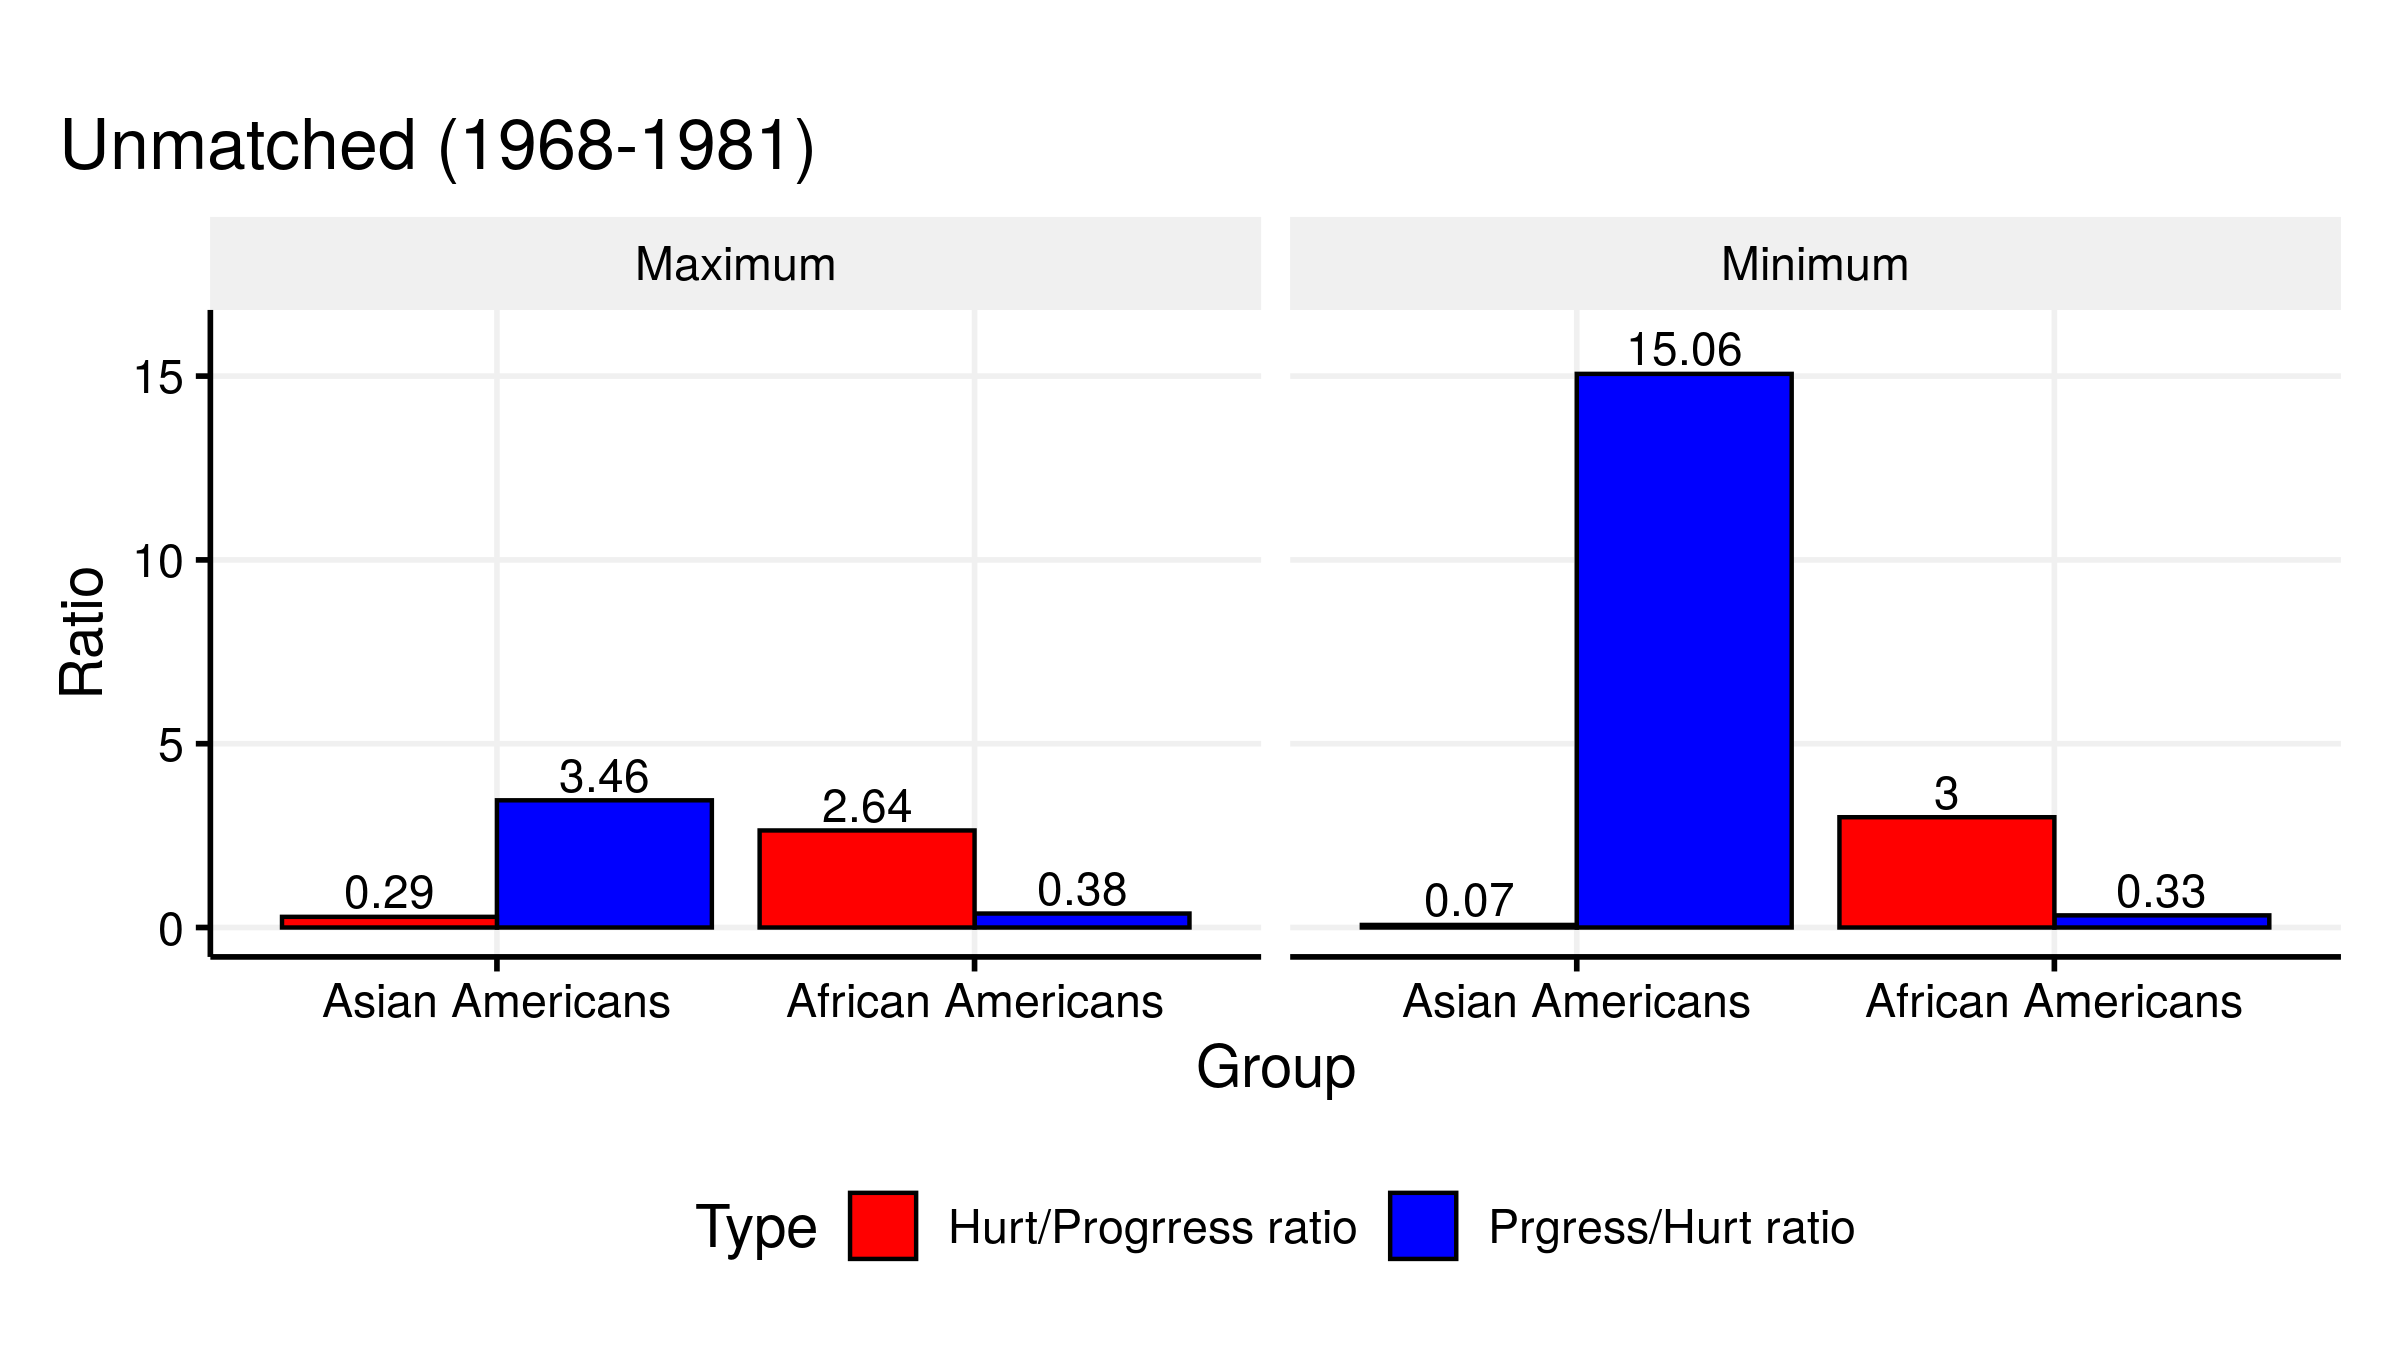 Unmatched (1968-1981)
Maximum
Minimum
Ratio
15
10
5
0
0.29
3.46
2.64
0.38
0.07
15.06
3
0.33
Asian Americans
African Americans
Asian Americans
African Americans
Group
Type
Hurt/Progrress ratio
Prgress/Hurt ratio